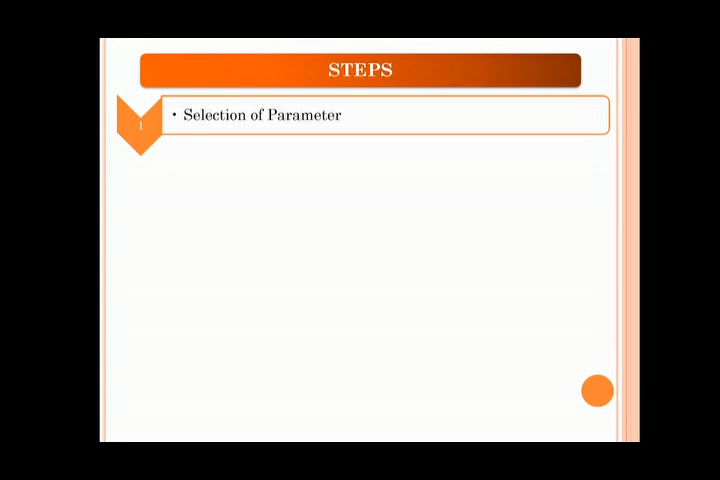 STEPS
1
• Selection of Parameter